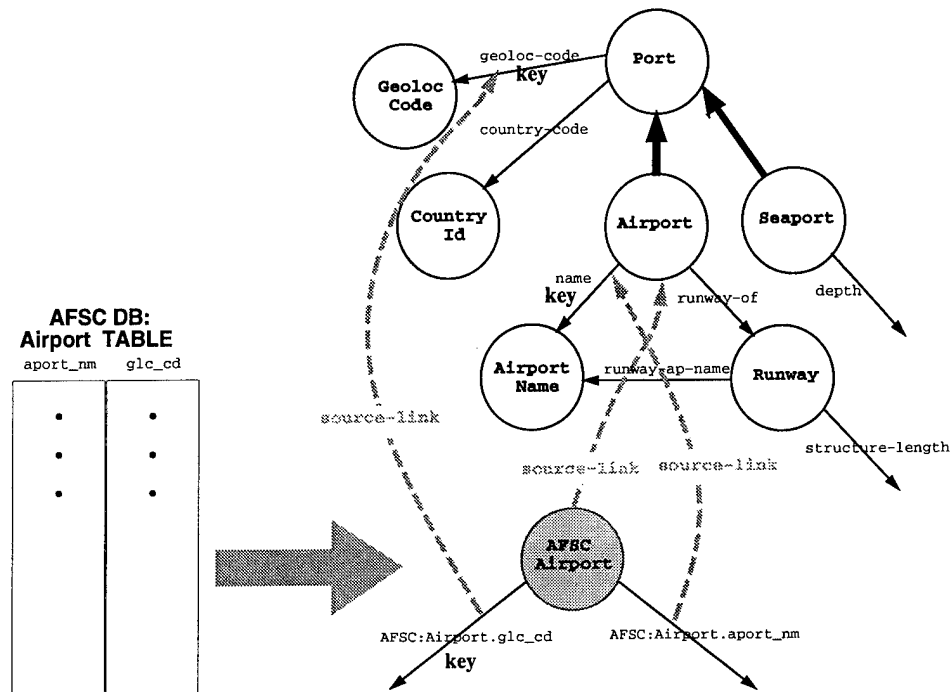 geoloc-code
key
Port
Geoloc
Code
country-code
Country
Id
Airport
Seaport
name
key
runway-of
depth
AFSC DB:
Airport TABLE
aport_nm glc_cd
Airport
Name
runway-ap-name
Runway
source-link
structure-length
source-link
source-link
AFSC
Airport
AFSC:Airport.glc_cd
key
AFSC:Airport.aport_nm